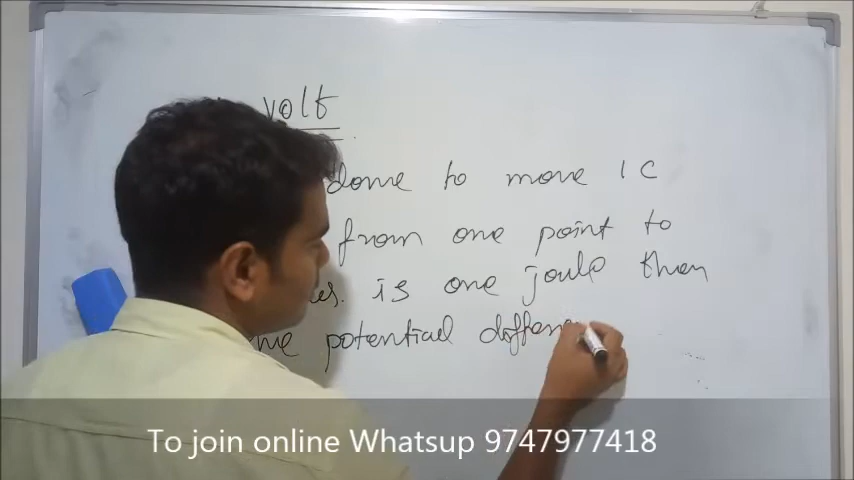 volt
done to move 1 C
from one point to
is one joule then
potential differen
To join online Whatsup 9747977418